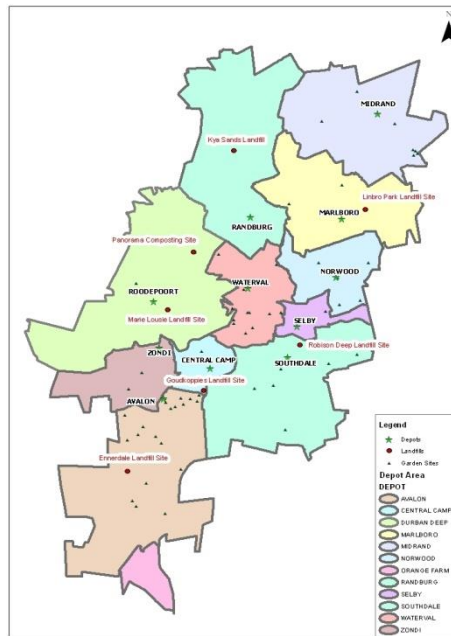 N
MIDRAND
Kya Sands Landfill
Linbro Park Landfill Site
MARLBORO
RANDBURG
Panorama Composting Site
NORWOOD
WATERVAL
ROODEPOORT
Marie Lousie Landfill Site
SELBY
Robison Deep Landfill Site
ZONDI
CENTRAL CAMP
SOUTHDALE
Goudkoppies Landfill Site
AVALON
Ennerdale Landfill Site
Legend
Depots
Landfills
Garden Sites
Depot Area
DEPOT
AVALON
CENTRAL CAMP
DURBAN DEEP
MARLBORO
MIDRAND
NORWOOD
ORANGE FARM
RANDBURG
SELBY
SOUTHDALE
WATERVAL
ZONDI